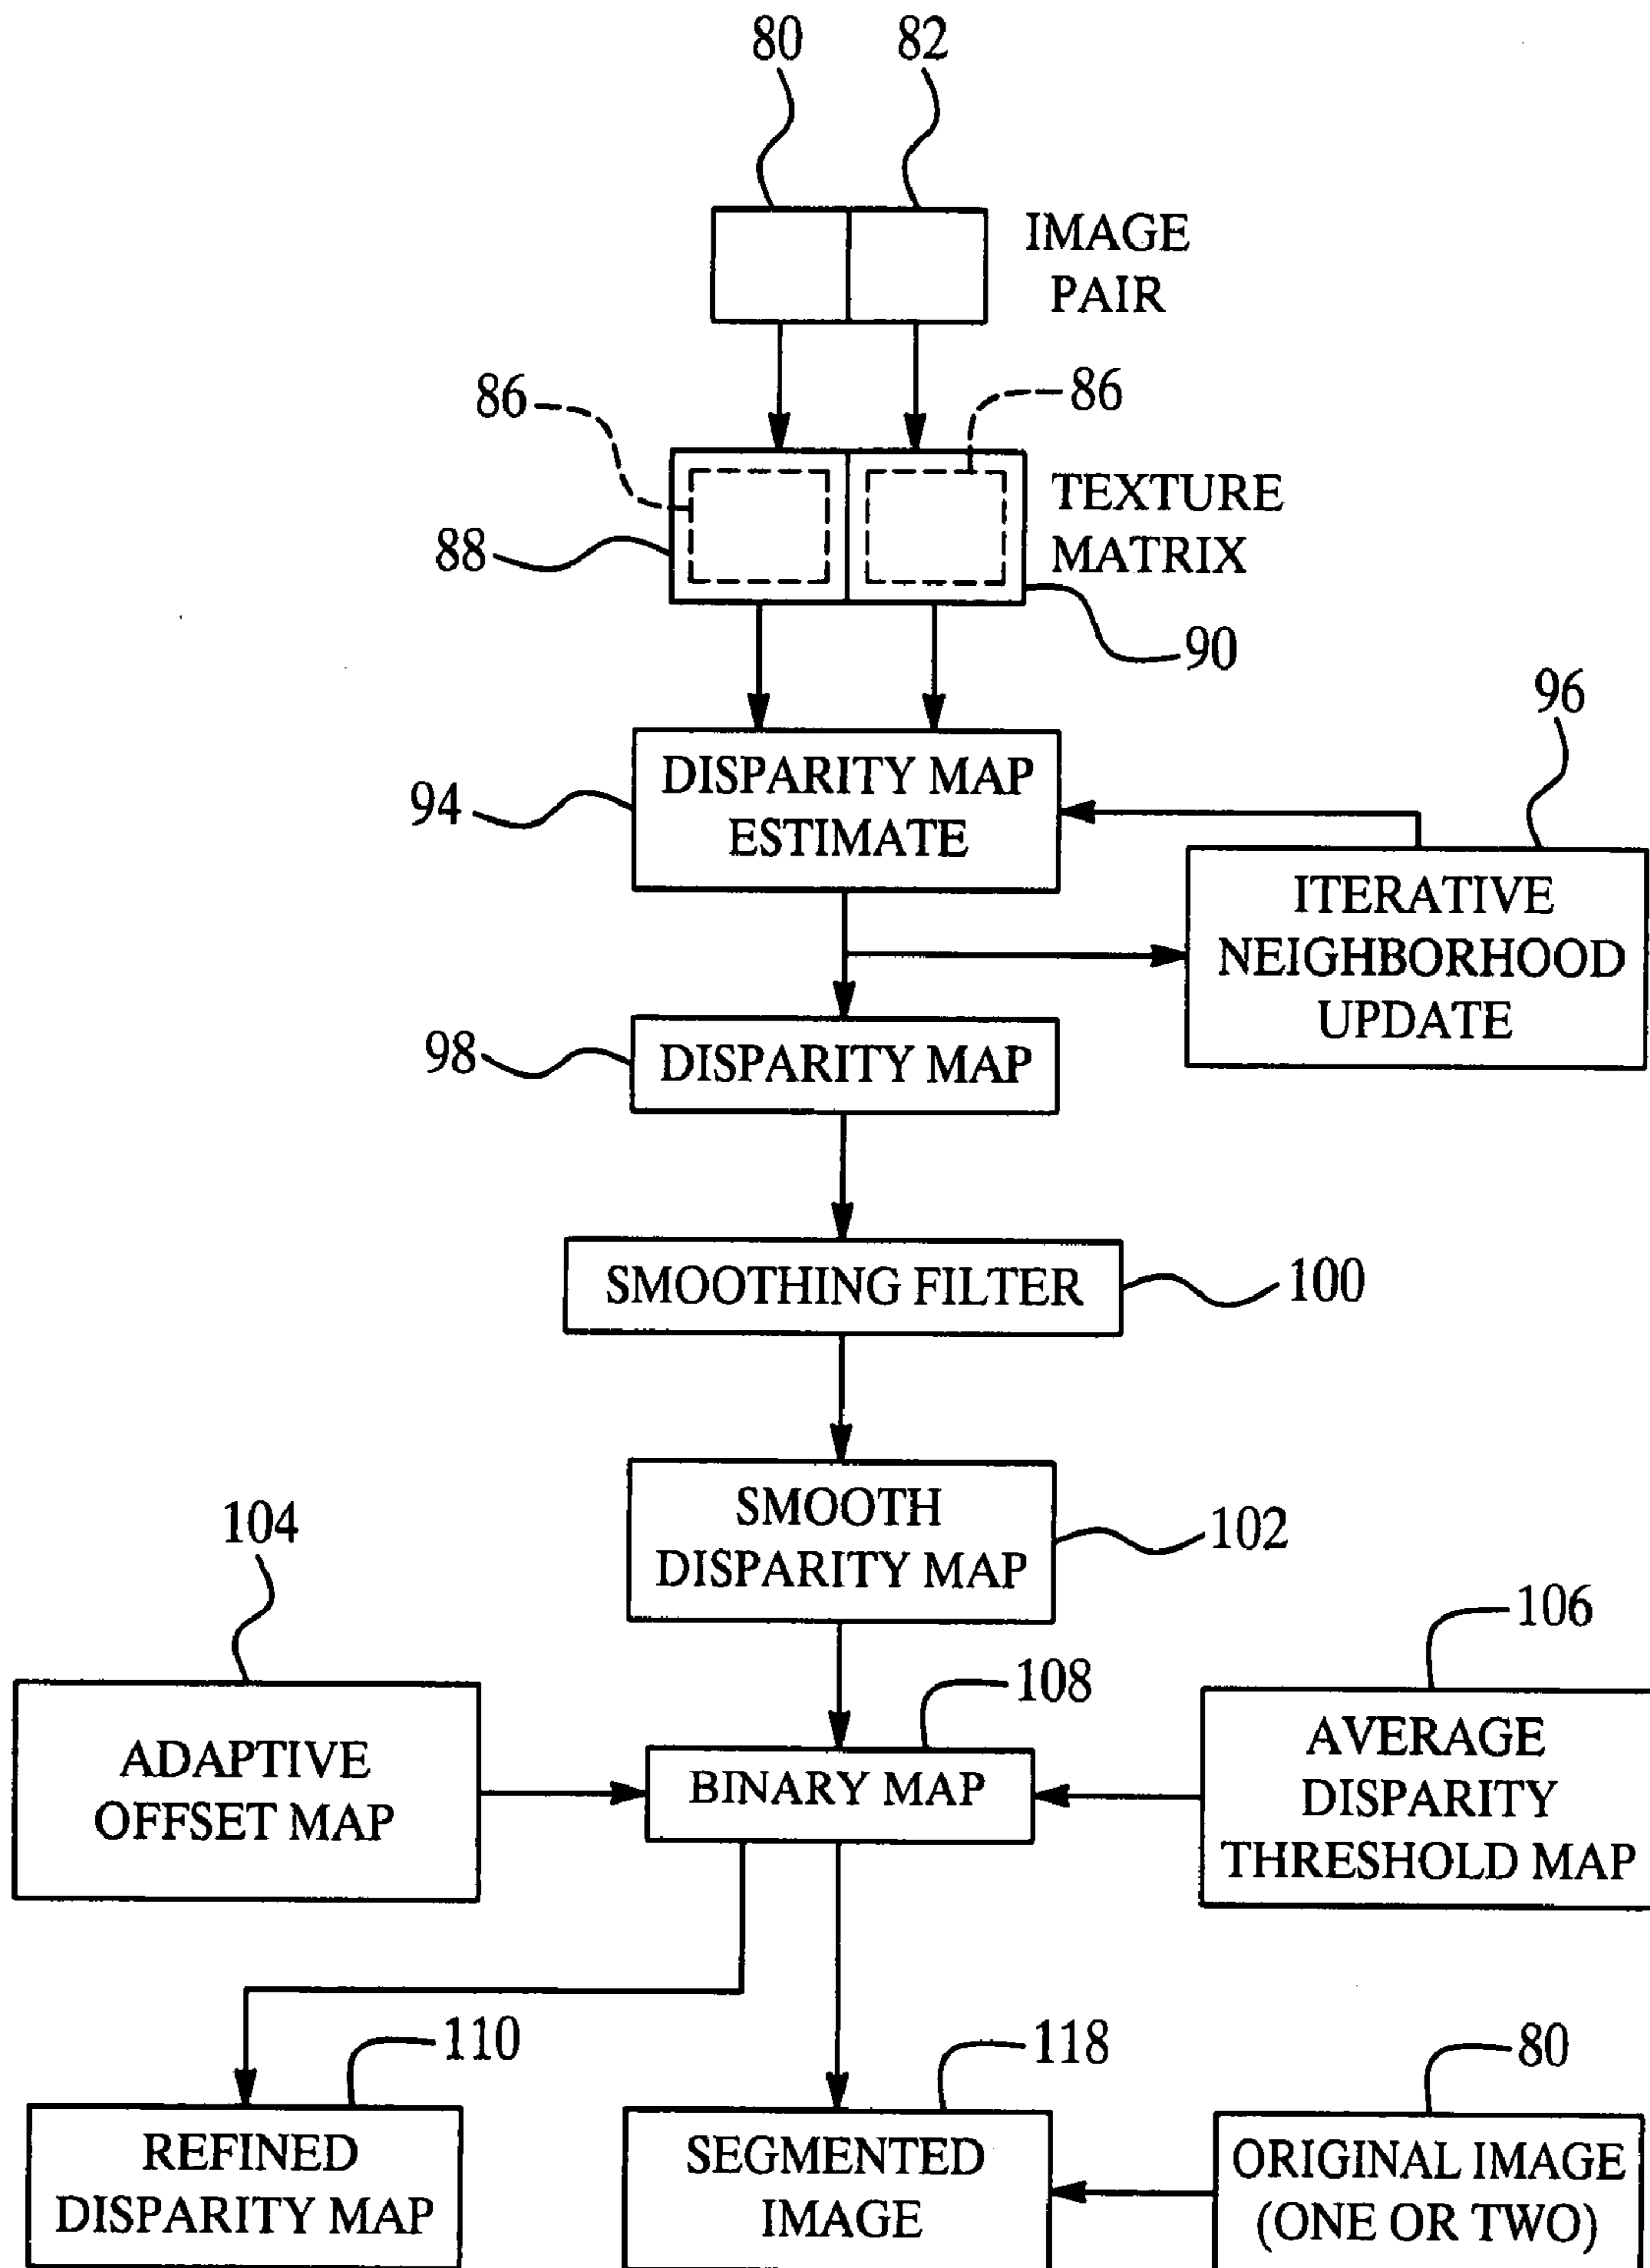 80
82
IMAGE
PAIR
86
86
TEXTURE
MATRIX
88
90
96
DISPARITY MAP
ESTIMATE
94
ITERATIVE
NEIGHBORHOOD
UPDATE
98
DISPARITY MAP
SMOOTHING FILTER
100
104
SMOOTH
DISPARITY MAP
102
106
108
ADAPTIVE
OFFSET MAP
BINARY MAP
AVERAGE
DISPARITY
THRESHOLD MAP
110
118
80
REFINED
DISPARITY MAP
SEGMENTED
IMAGE
ORIGINAL IMAGE
(ONE OR TWO)